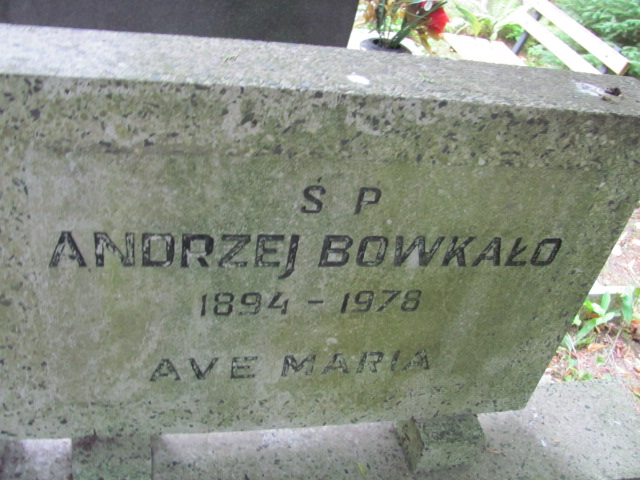 Ś P
ANDRZEJ BOWKAŁO
1894 - 1978
AVE MARIA